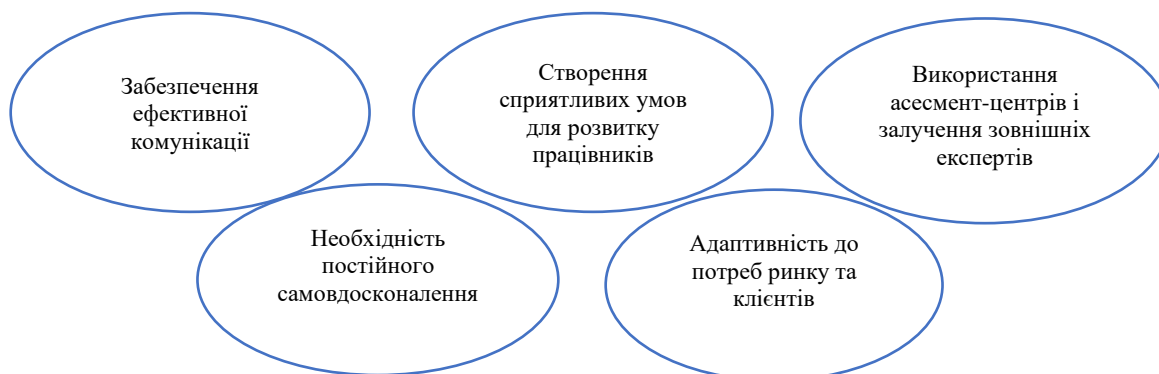 Забезпечення
ефективної
комунікації
Створення
сприятливих умов
для розвитку
працівників
Використання
асесмент-центрів і
залучення зовнішніх
експертів
Необхідність
постійного
самовдосконалення
Адаптивність до
потреб ринку та
клієнтів